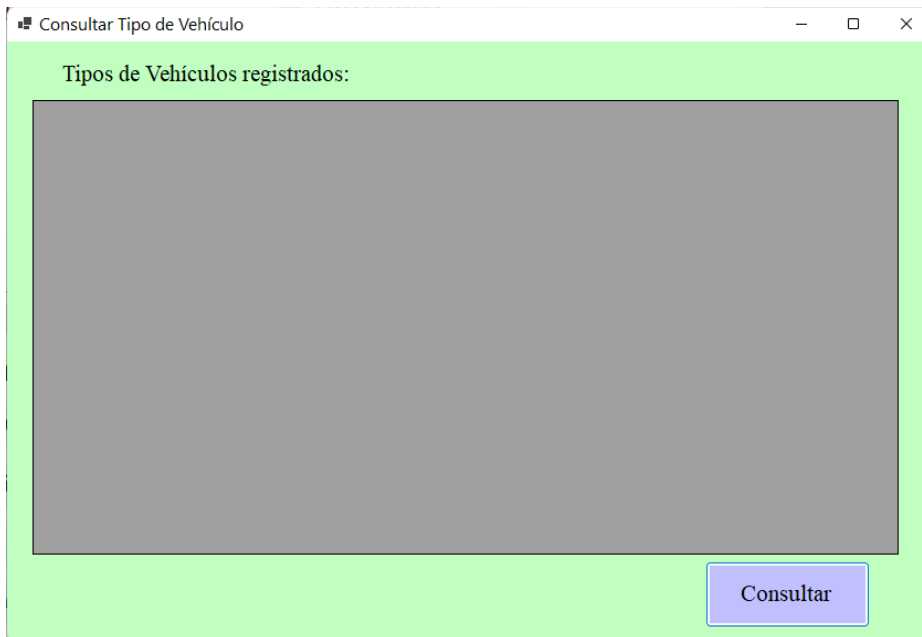 Consultar Tipo de Vehículo
Tipos de Vehículos registrados:
Consultar